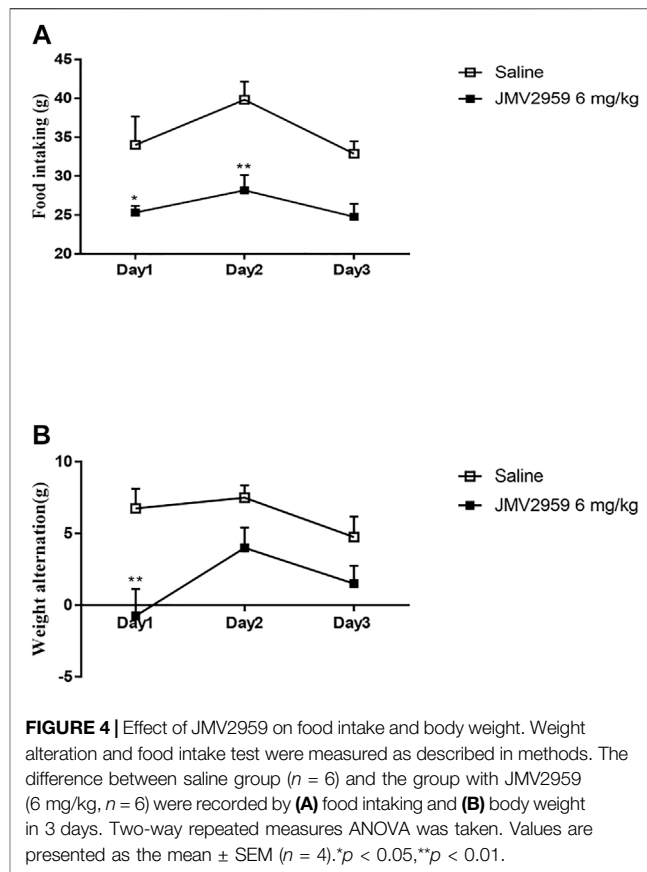 A
Food intaking (g)
45
40
35
30
25
20
*
**
Day1 Day2 Day3
Saline
JMV2959 6 mg/kg
B
Weight alternation(g)
10
5
0
-5
**
Day1 Day2 Day3
Saline
JMV2959 6 mg/kg
FIGURE 4 | Effect of JMV2959 on food intake and body weight. Weight
alteration and food intake test were measured as described in methods. The
difference between saline group (n = 6) and the group with JMV2959
(6 mg/kg, n = 6) were recorded by (A) food intaking and (B) body weight
in 3 days. Two-way repeated measures ANOVA was taken. Values are
presented as the mean ± SEM (n = 4).*p < 0.05,**p < 0.01.